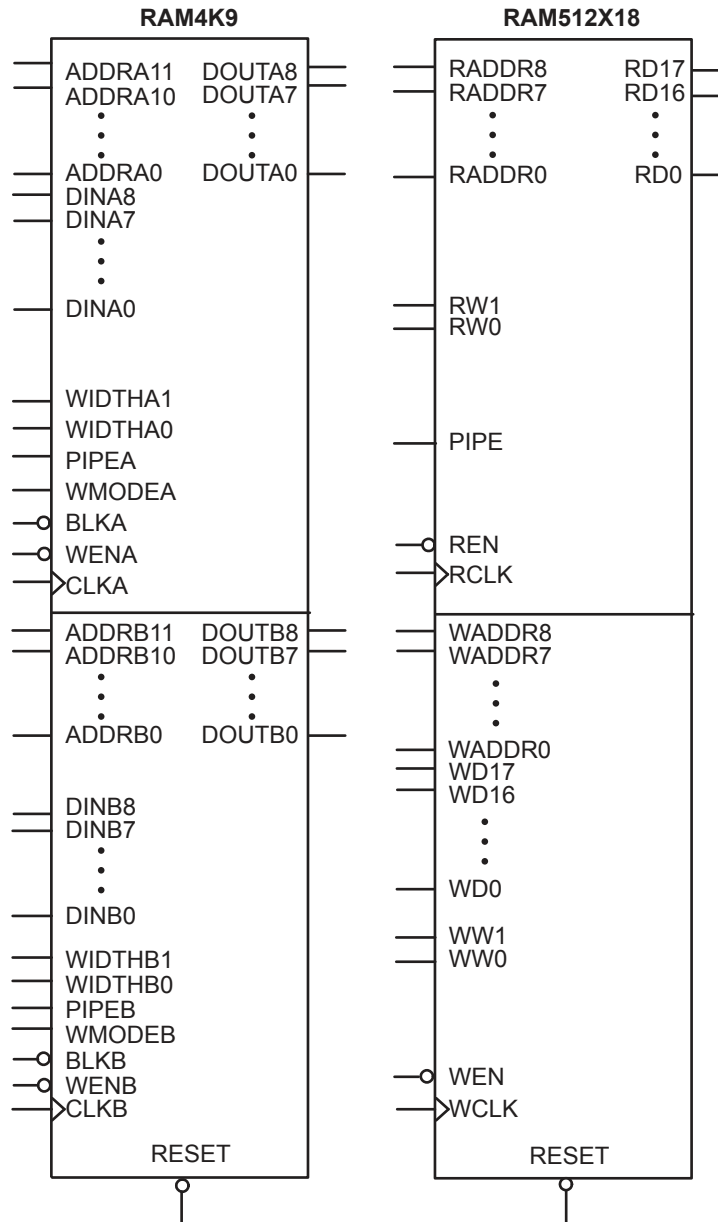 RAM4K9
ADDRA11 DOUTA8
ADDRA10 DOUTA7
ADDRA0 DOUTA0
DINA8
DINA7
DINA0
WIDTHA1
WIDTHA0
PIPEA
WMODEA
BLKA
WENA
CLKA
ADDRB11 DOUTB8
ADDRB10 DOUTB7
ADDRB0 DOUTB0
DINB8
DINB7
DINB0
WIDTHB1
WIDTHB0
PIPEB
WMODEB
BLKB
WENB
CLKB
RESET
RAM512X18
RADDR8 RD17
RADDR7 RD16
RADDR0 RD0
RW1
RW0
PIPE
REN
RCLK
WADDR8
WADDR7
WADDR0
WD17
WD16
WD0
WW1
WW0
WEN
WCLK
RESET